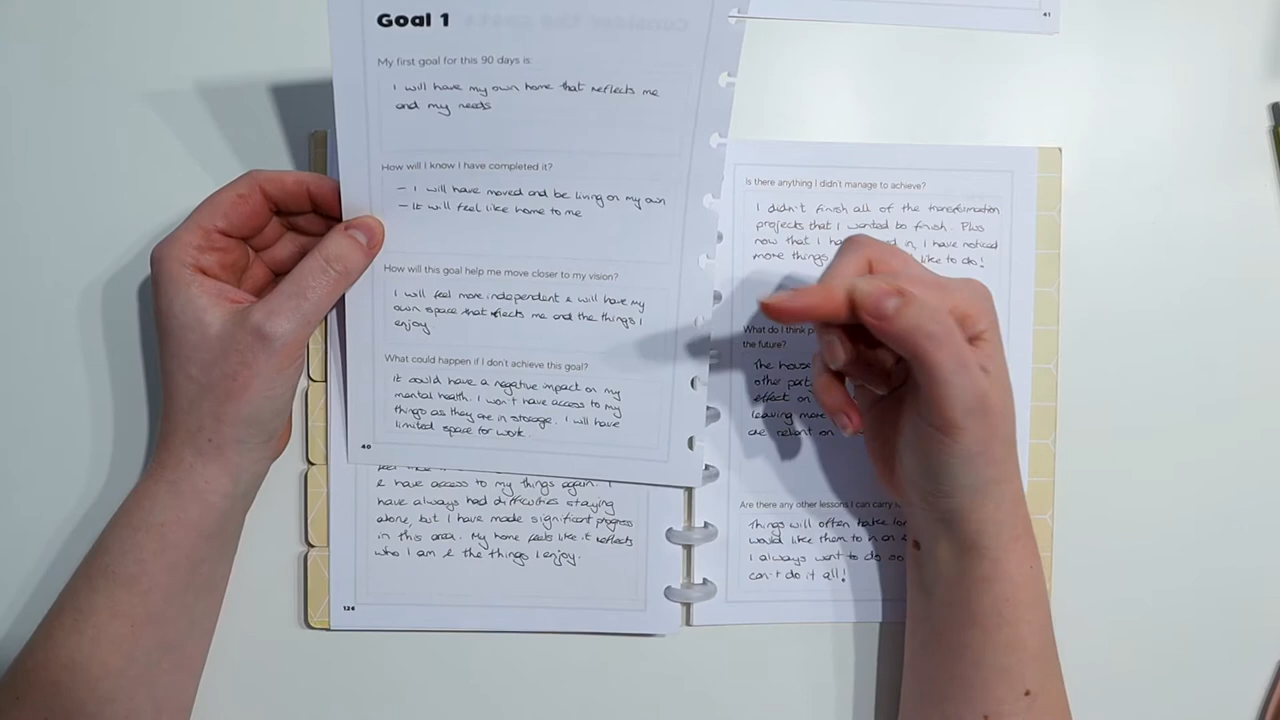 Goal 1
My first goal for this 90 days is
I will have my own home that reflects me
and my needs
How will I know I have completed it?
- I will have moved and be living on my own
- It will feel like home to me
How will this goal help me move closer to my vision?
I will feel more independent & will have my
own space that reflects me and the things I
enjoy.
What could happen if I don't achieve this goal?
It could have a negative impact on my
mental health. I won't have access to my
things as they are in storage. I will have
limited space for work.
40
& have access to my things again. I
have always had difficulties staying
alone, but I have made significant progress
in this area. My home feels like it reflects
who I am & the things I enjoy.
126
41
Is there anything I didn't manage to achieve?
I didn't finish all of the transformation
projects that I wanted to finish. Plus
now that I in, I have noticed
more things like to do!
What do I think
the future?
The house
other party
effect on
leaving more
are reliant on
Are there any other lessons I can carry
Things will often take
would like them to
I always want to do so
can't do it all!